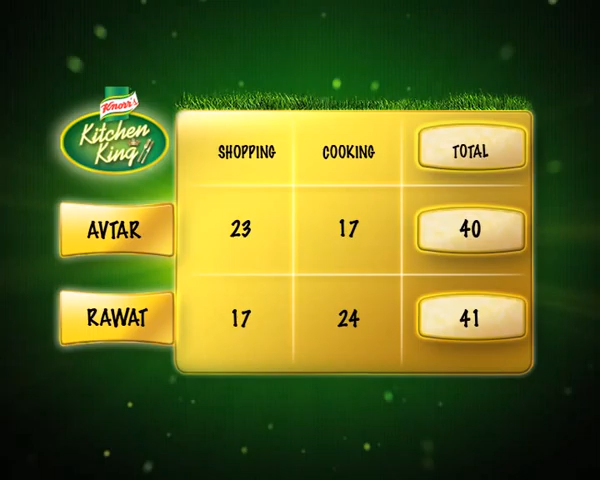 Knorr
Kitchen
King
SHOPPING COOKING TOTAL
AVTAR 23 17 40
RAWAT 17 24 41